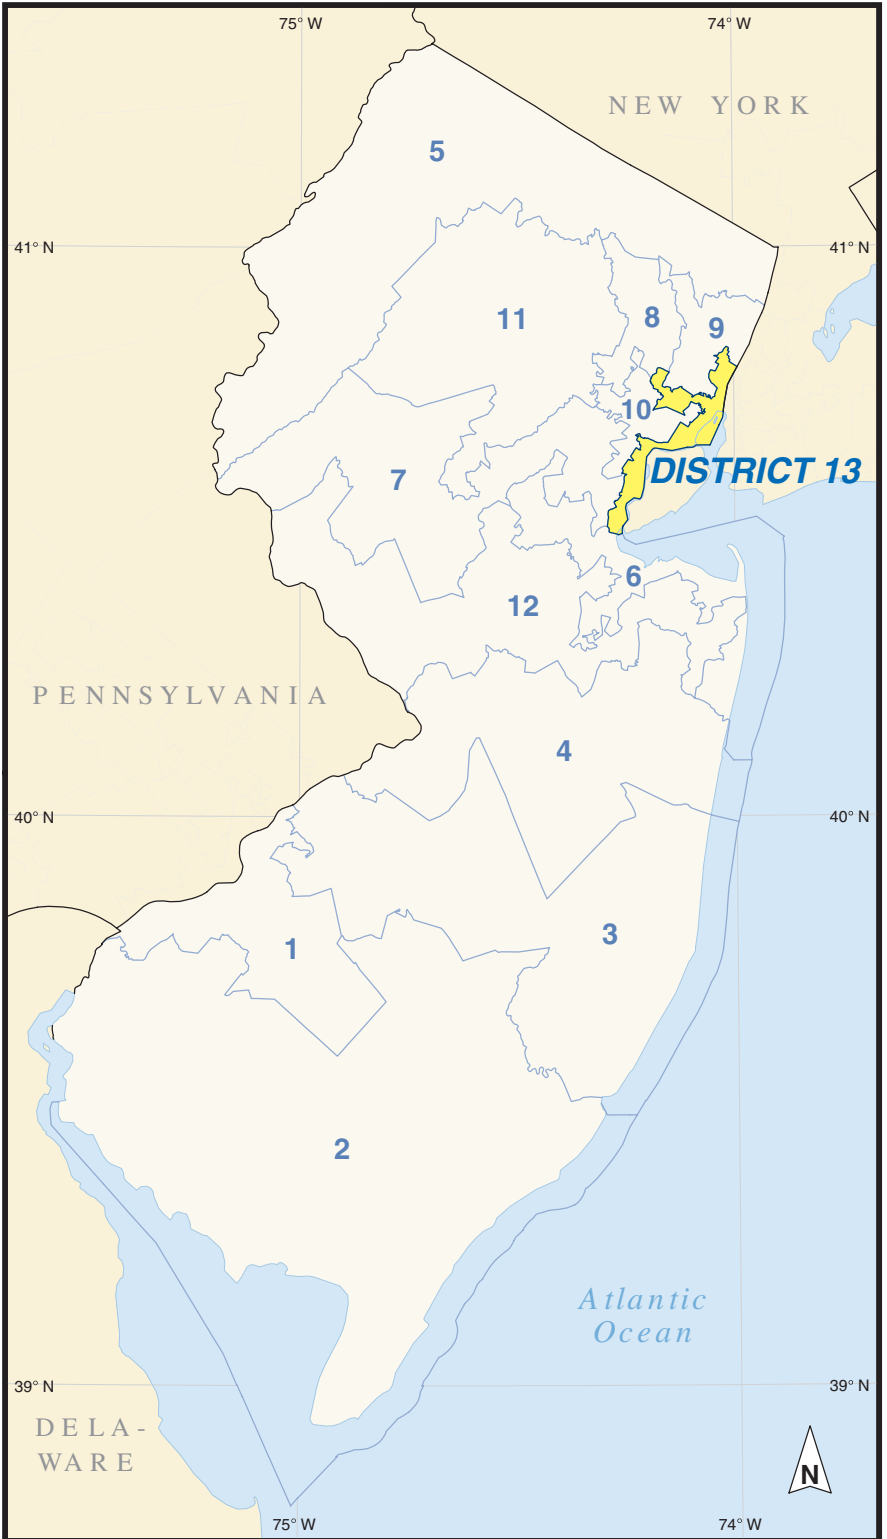 75° W
74° W
NEW YORK
5
41° N
41° N
11
8
9
10
DISTRICT 13
7
6
12
PENNSYLVANIA
4
40° N
40° N
3
1
2
Atlantic
Ocean
39° N
39° N
DELA-
WARE
N
75° W
74° W